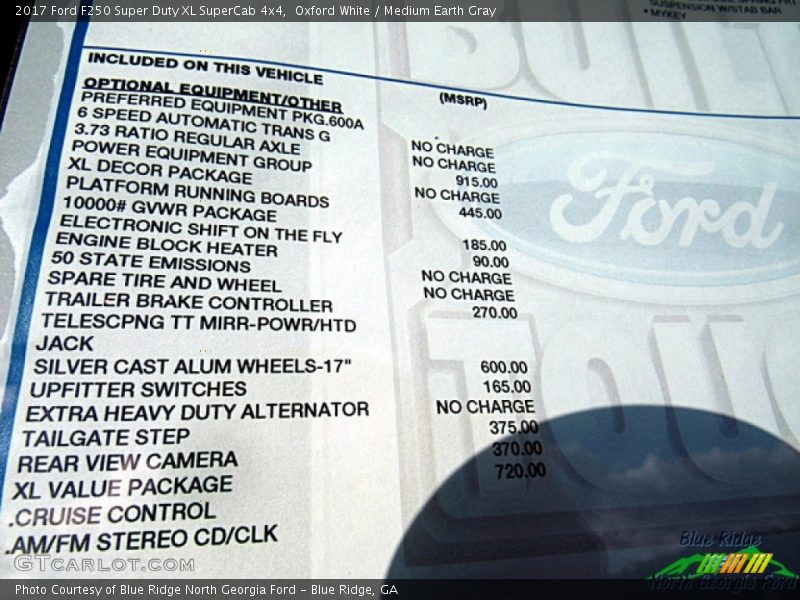 2017 Ford F250 Super Duty XL SuperCab 4x4, Oxford White / Medium Earth Gray
SUSPENSION W/STAB BAR
• MYKEY
INCLUDED ON THIS VEHICLE
(MSRP)
OPTIONAL EQUIPMENT/OTHER
PREFERRED EQUIPMENT PKG.600A
6 SPEED AUTOMATIC TRANS G NO CHARGE
3.73 RATIO REGULAR AXLE NO CHARGE
POWER EQUIPMENT GROUP 915.00
XL DECOR PACKAGE NO CHARGE
PLATFORM RUNNING BOARDS 445.00
10000# GVWR PACKAGE
ELECTRONIC SHIFT ON THE FLY 185.00
ENGINE BLOCK HEATER 90.00
50 STATE EMISSIONS NO CHARGE
SPARE TIRE AND WHEEL NO CHARGE
TRAILER BRAKE CONTROLLER 270.00
TELESCPNG TT MIRR-POWR/HTD
JACK
SILVER CAST ALUM WHEELS-17" 600.00
UPFITTER SWITCHES 165.00
EXTRA HEAVY DUTY ALTERNATOR NO CHARGE
TAILGATE STEP 375.00
REAR VIEW CAMERA 370.00
XL VALUE PACKAGE 720.00
.CRUISE CONTROL
.AM/FM STEREO CD/CLK
BUILT
Ford
TOUG
GTcarlot.com
Blue Ridge
North Georgia Ford
Photo Courtesy of Blue Ridge North Georgia Ford – Blue Ridge, GA